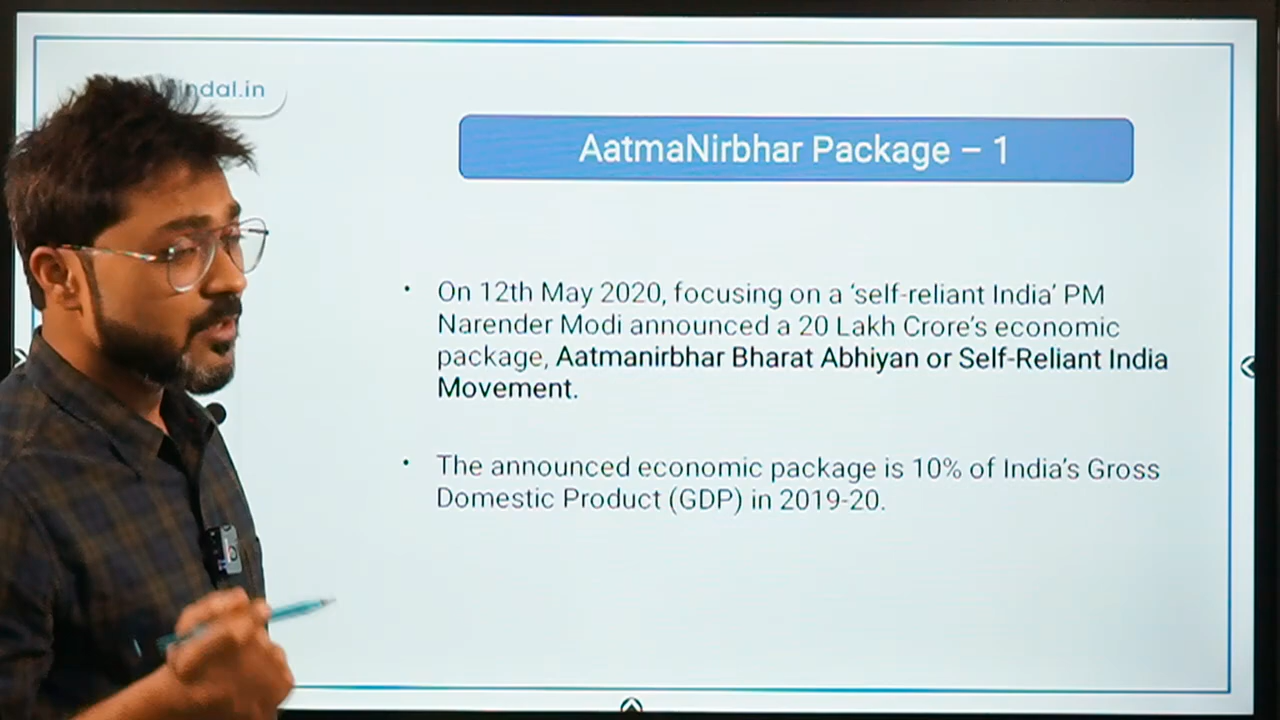 AatmaNirbhar Package – 1
• On 12th May 2020, focusing on a ‘self-reliant India’ PM
Narender Modi announced a 20 Lakh Crore’s economic
package, Aatmanirbhar Bharat Abhiyan or Self-Reliant India
Movement.
• The announced economic package is 10% of India’s Gross
Domestic Product (GDP) in 2019-20.